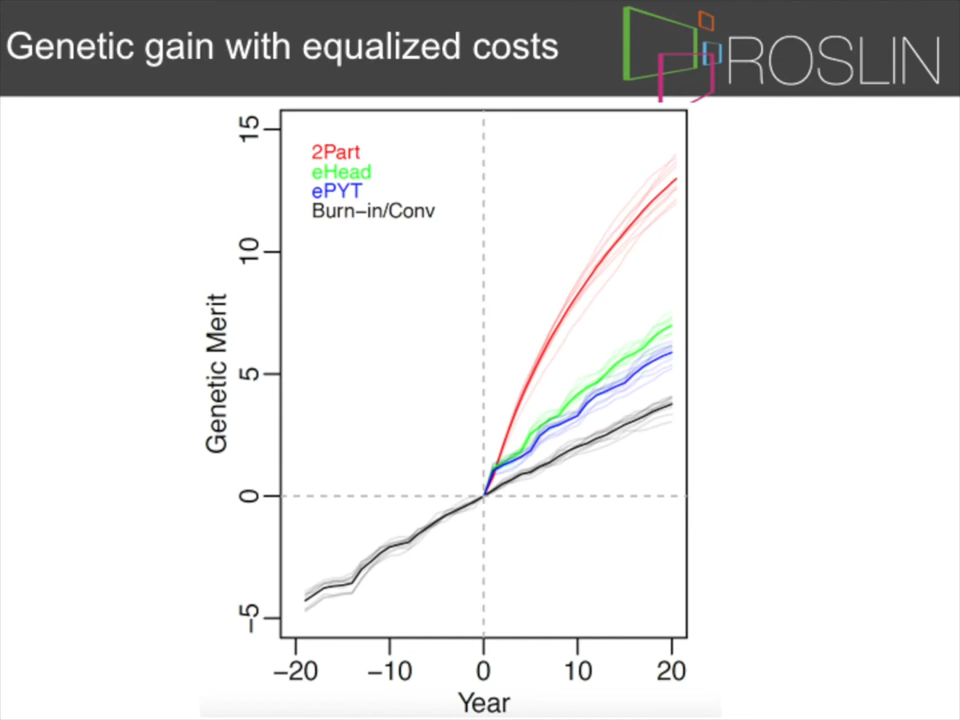 Genetic gain with equalized costs
ROSLIN
15
10
5
0
−5
Genetic Merit
2Part
eHead
ePYT
Burn−in/Conv
−20 −10 0 10 20
Year